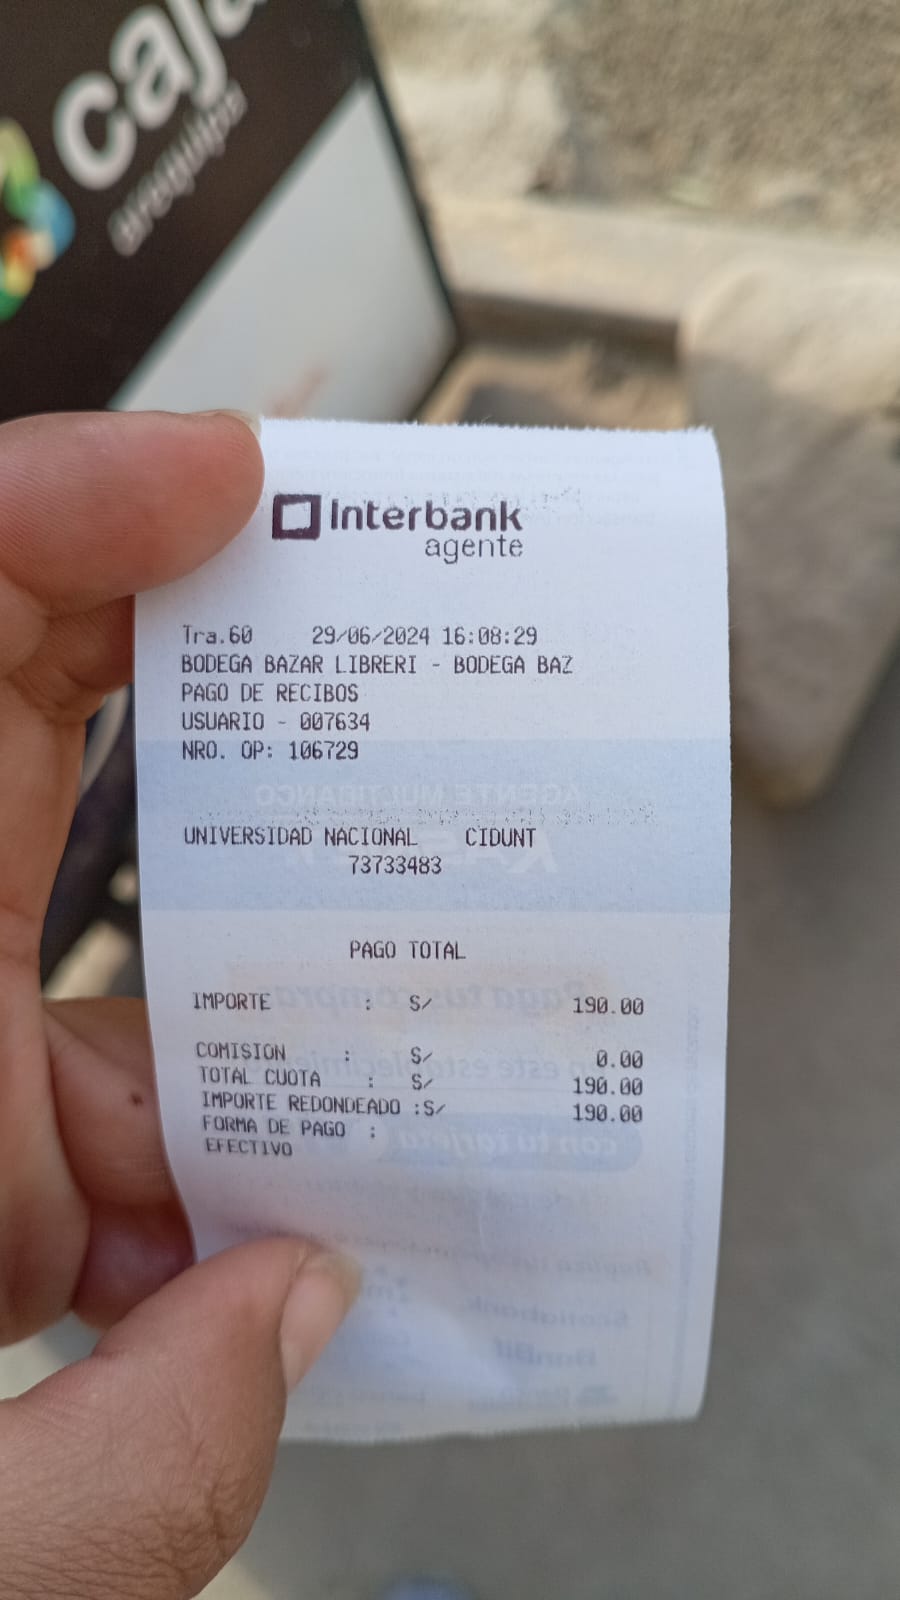 caja
arequipa
Interbank
agente
Tra.60 29/06/2024 16:08:29
BODEGA BAZAR LIBRERI - BODEGA BAZ
PAGO DE RECIBOS
USUARIO - 007634
NRO. OP: 106729
AGENTE MULTIBANCO
UNIVERSIDAD NACIONAL CIDUNT
73733483
PAGO TOTAL
IMPORTE : S/ 190.00
COMISION : S/ 0.00
TOTAL CUOTA : S/ 190.00
IMPORTE REDONDEADO :S/ 190.00
FORMA DE PAGO :
EFECTIVO